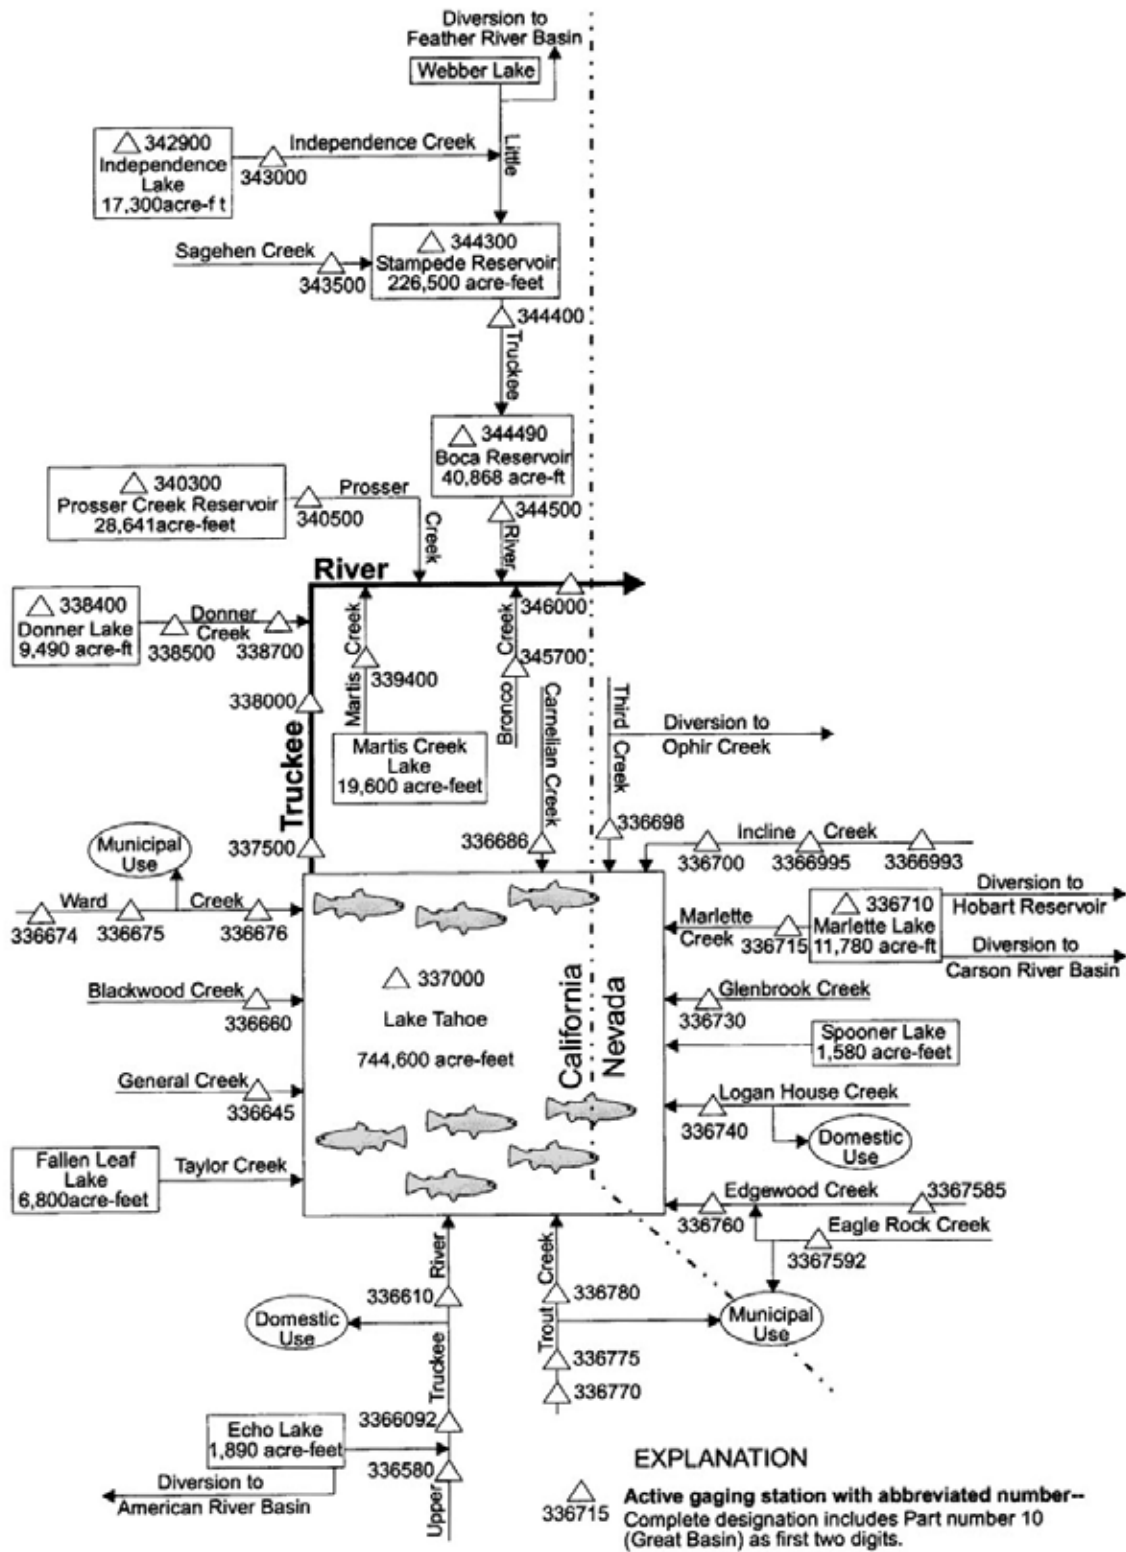 Diversion to
Feather River Basin
Webber Lake
342900
Independence
Lake
17,300acre-f t
343000
Independence Creek
Little
Sagehen Creek
343500
344300
Stampede Reservoir
226,500 acre-feet
344400
Truckee
344490
Boca Reservoir
40,868 acre-ft
344500
River
340300
Prosser Creek Reservoir
28,641acre-feet
340500
Prosser
Creek
River
346000
338400
Donner Lake
9,490 acre-ft
338500
Donner
Creek
338700
338000
Truckee
337500
Martis Creek
339400
Martis Creek
Lake
19,600 acre-feet
Bronco Creek
345700
Carnelian Creek
336686
Third Creek
336698
Diversion to
Ophir Creek
Incline Creek
336700
3366995
3366993
Municipal
Use
Ward Creek
336674
336675
336676
Marlette
Creek
336715
336710
Marlette Lake
11,780 acre-ft
Diversion to
Hobart Reservoir
Diversion to
Carson River Basin
Blackwood Creek
336660
337000
Lake Tahoe
744,600 acre-feet
California
Nevada
Glenbrook Creek
336730
Spooner Lake
1,580 acre-feet
General Creek
336645
Logan House Creek
336740
Domestic
Use
Fallen Leaf
Lake
6,800acre-feet
Taylor Creek
Edgewood Creek
336760
3367585
Eagle Rock Creek
3367592
Upper Truckee River
336610
Domestic
Use
3366092
336580
Echo Lake
1,890 acre-feet
Diversion to
American River Basin
Trout Creek
336780
336775
336770
Municipal
Use
EXPLANATION
336715
Active gaging station with abbreviated number--
Complete designation includes Part number 10
(Great Basin) as first two digits.